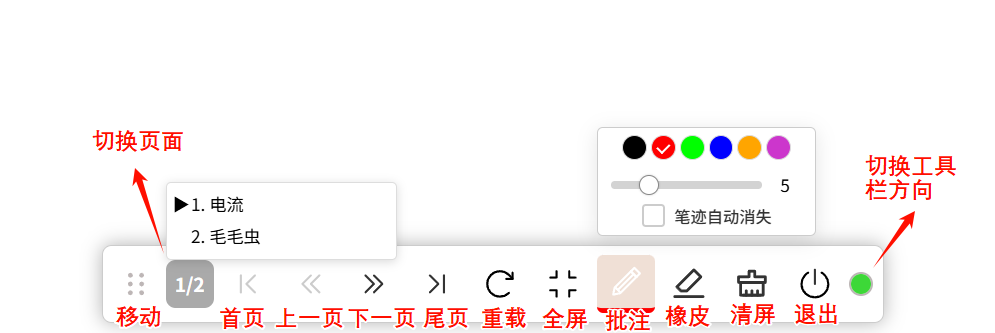 切换页面
切换工具
栏方向
5
▶1. 电流
笔迹自动消失
2. 毛毛虫
1/2
移动
首页
上一页
下一页
尾页
重载
全屏
批注
橡皮
清屏
退出